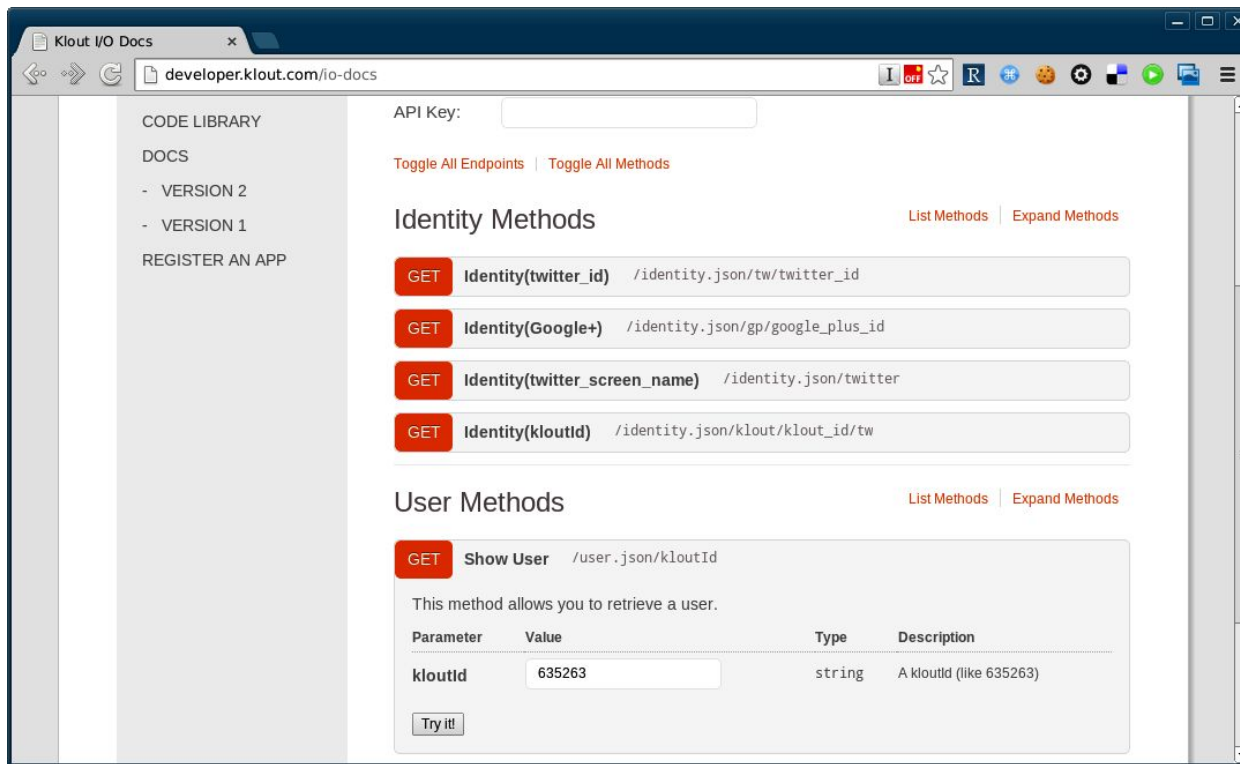 Klout I/O Docs
developer.klout.com/io-docs
I OFF R ⌘
CODE LIBRARY
DOCS
- VERSION 2
- VERSION 1
REGISTER AN APP
API Key:
Toggle All Endpoints | Toggle All Methods
Identity Methods List Methods | Expand Methods
GET Identity(twitter_id) /identity.json/tw/twitter_id
GET Identity(Google+) /identity.json/gp/google_plus_id
GET Identity(twitter_screen_name) /identity.json/twitter
GET Identity(kloutId) /identity.json/klout/klout_id/tw
User Methods List Methods | Expand Methods
GET Show User /user.json/kloutId
This method allows you to retrieve a user.
Parameter Value Type Description
kloutId 635263 string A kloutId (like 635263)
Try it!